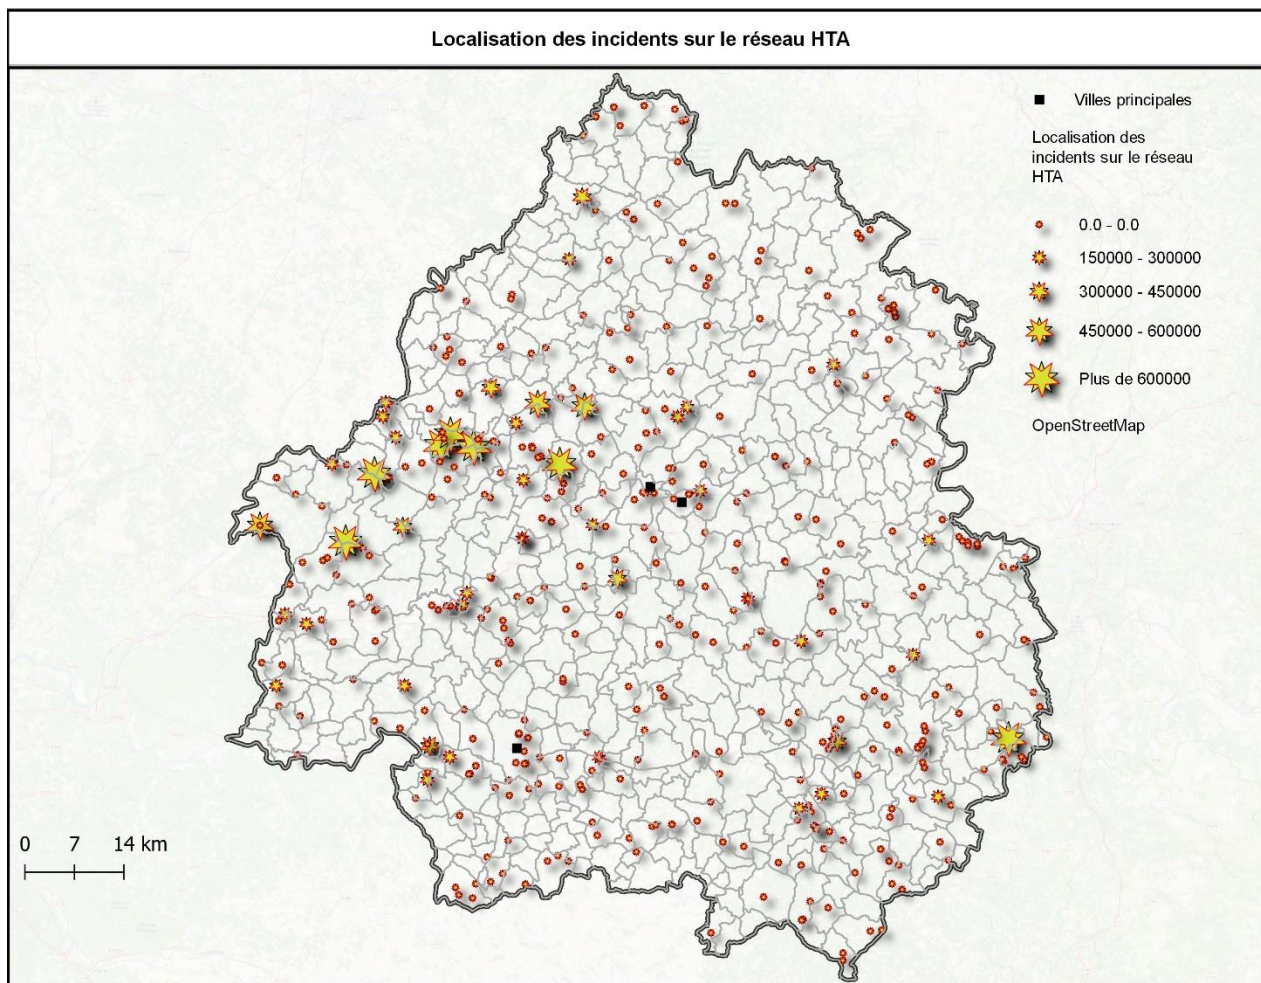 Localisation des incidents sur le réseau HTA
Villes principales
Localisation des
incidents sur le réseau
HTA
0.0 - 0.0
150000 - 300000
300000 - 450000
450000 - 600000
Plus de 600000
OpenStreetMap
0 7 14 km